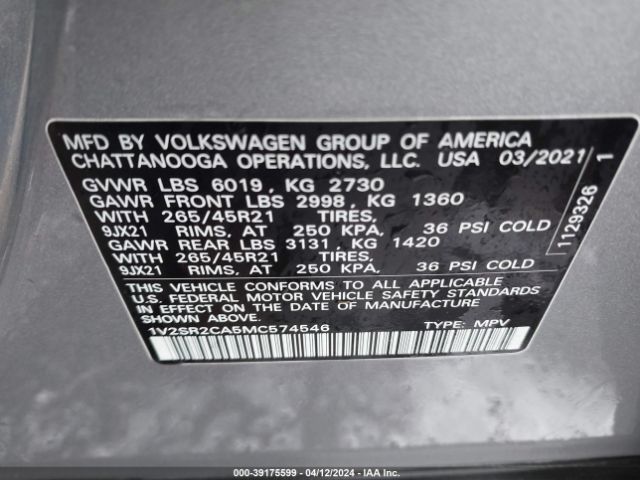 MFD BY VOLKSWAGEN GROUP OF AMERICA
CHATTANOOGA OPERATIONS, LLC. USA 03/2021
GVWR LBS 6019, KG 2730
GAWR FRONT LBS 2998, KG 1360
WITH 265/45R21 TIRES,
9JX21 RIMS, AT 250 KPA, 36 PSI COLD
GAWR REAR LBS 3131, KG 1420
WITH 265/45R21 TIRES,
9JX21 RIMS, AT 250 KPA, 36 PSI COLD
THIS VEHICLE CONFORMS TO ALL APPLICABLE
U.S. FEDERAL MOTOR VEHICLE SAFETY STANDARDS
IN EFFECT ON THE DATE OF MANUFACTURE
SHOWN ABOVE.
1V2SR2CA5MC574546 TYPE: MPV
1129326 1
000-39175599 - 04/12/2024 - IAA Inc.